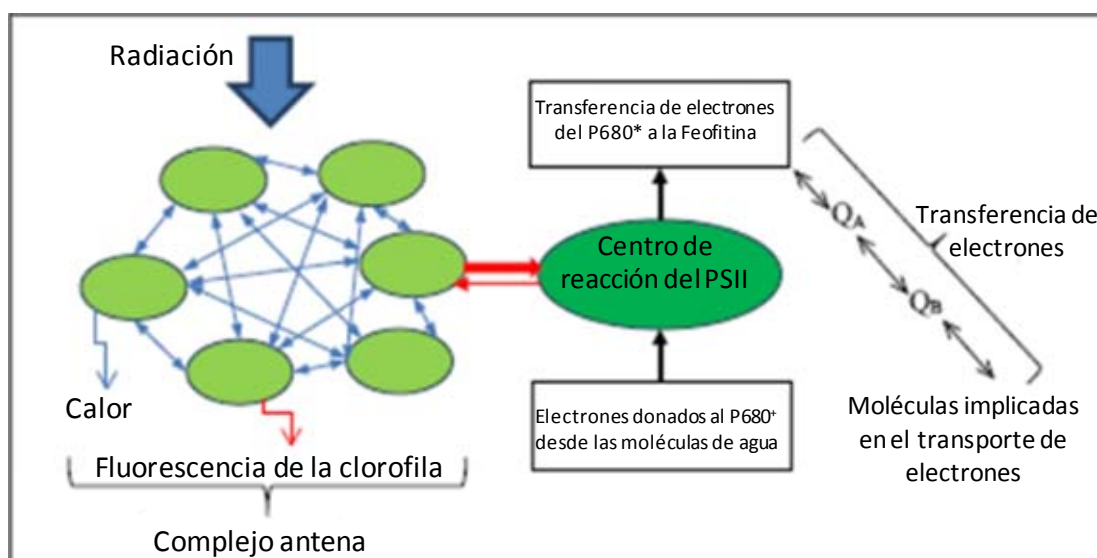 Radiación
Transferencia de electrones
del P680* a la Feofitina
QA
Transferencia de
electrones
Centro de
reacción del PSII
QB
Calor
Electrones donados al P680+
desde las moléculas de agua
Moléculas implicadas
en el transporte de
electrones
Fluorescencia de la clorofila
Complejo antena